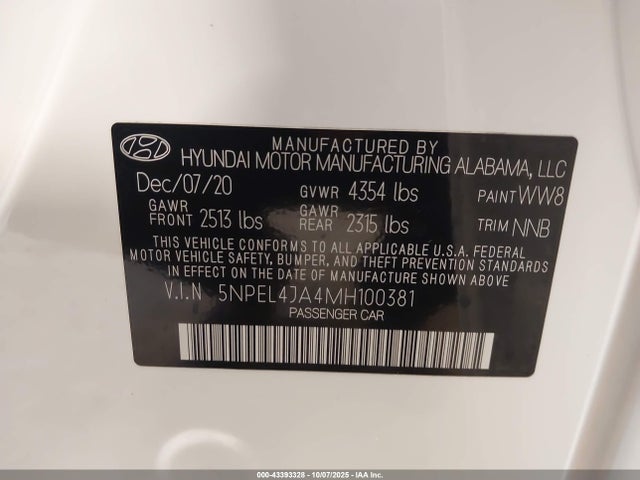 MANUFACTURED BY
HYUNDAI MOTOR MANUFACTURING ALABAMA, LLC
Dec/07/20 GVWR 4354 lbs PAINT WW8
GAWR FRONT 2513 lbs GAWR REAR 2315 lbs TRIM NNB
THIS VEHICLE CONFORMS TO ALL APPLICABLE U.S.A. FEDERAL
MOTOR VEHICLE SAFETY, BUMPER, AND THEFT PREVENTION STANDARDS
IN EFFECT ON THE DATE OF MANUFACTURE SHOWN ABOVE
V.I.N 5NPEL4JA4MH100381
PASSENGER CAR
000-43393328 - 10/07/2025 - IAA Inc.